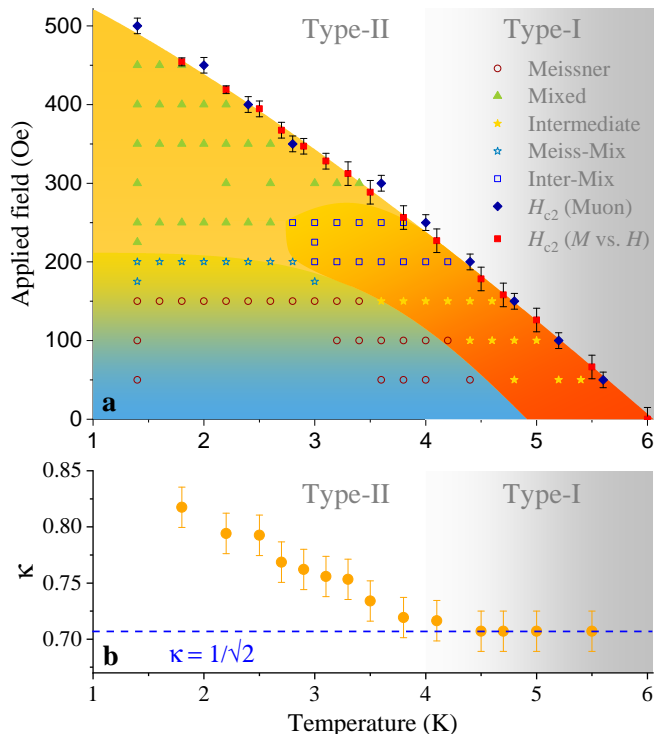 Type-II Type-I
500
400
300
200
100
0
Applied field (Oe)
Meissner
Mixed
Intermediate
Meiss-Mix
Inter-Mix
Hc2 (Muon)
Hc2 (M vs. H)
a
1 2 3 4 5 6
0.85
0.80
0.75
0.70
κ
Type-II Type-I
κ = 1/√2
b
1 2 3 4 5 6
Temperature (K)